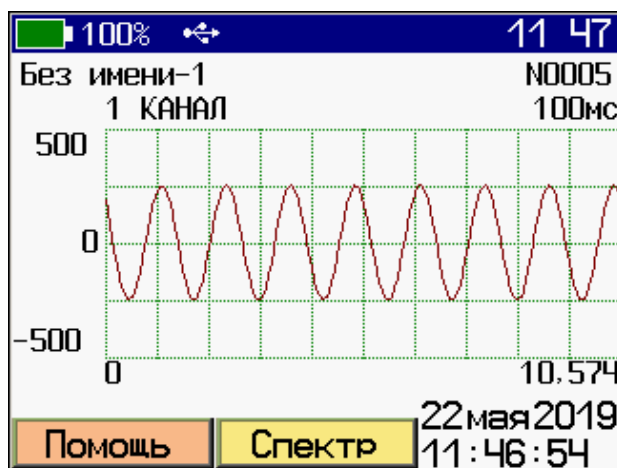 100% 11 47
Без имени-1 N0005
1 КАНАЛ 100мс
500
0
-500
0 10,574
22мая2019
Помощь Спектр 11:46:54